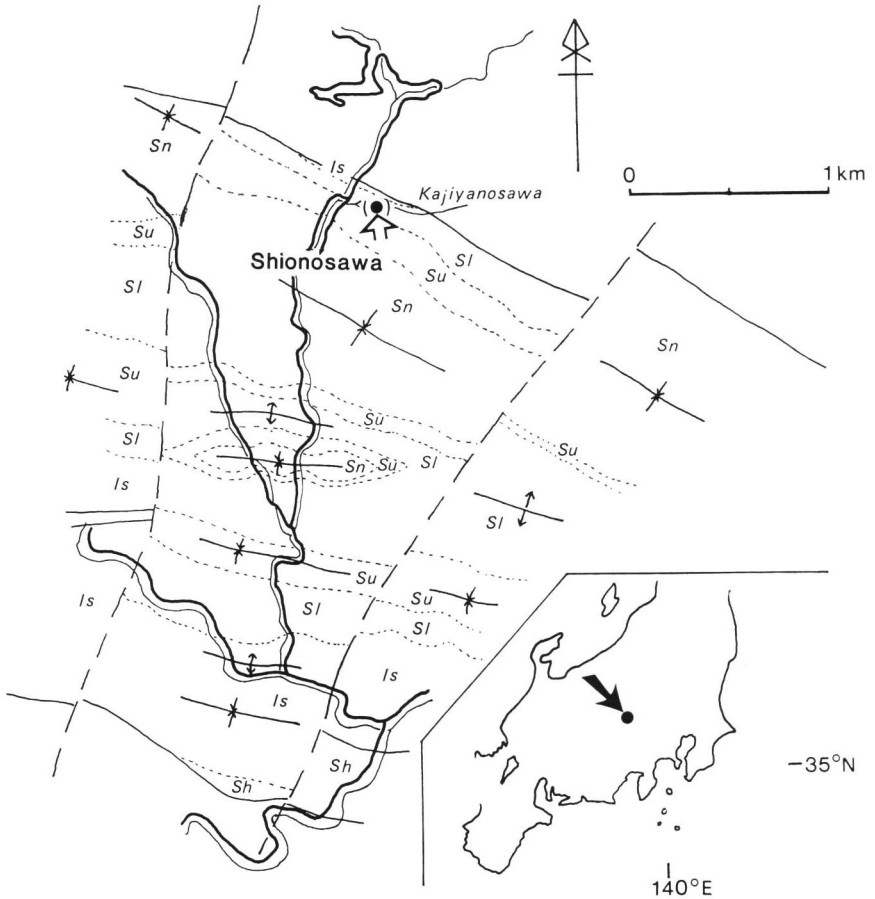 Sn
Is
Kajiyanosawa
0 1km
Su
Shionosawa
Sl
Su
Sl
Sn
Sn
Su
Su
Sl
Sn Su Sl
Su
Is
Sl
Su
Is
Su
Sl
Sl
Is
Is
Sh
Sh
–35°N
140°E